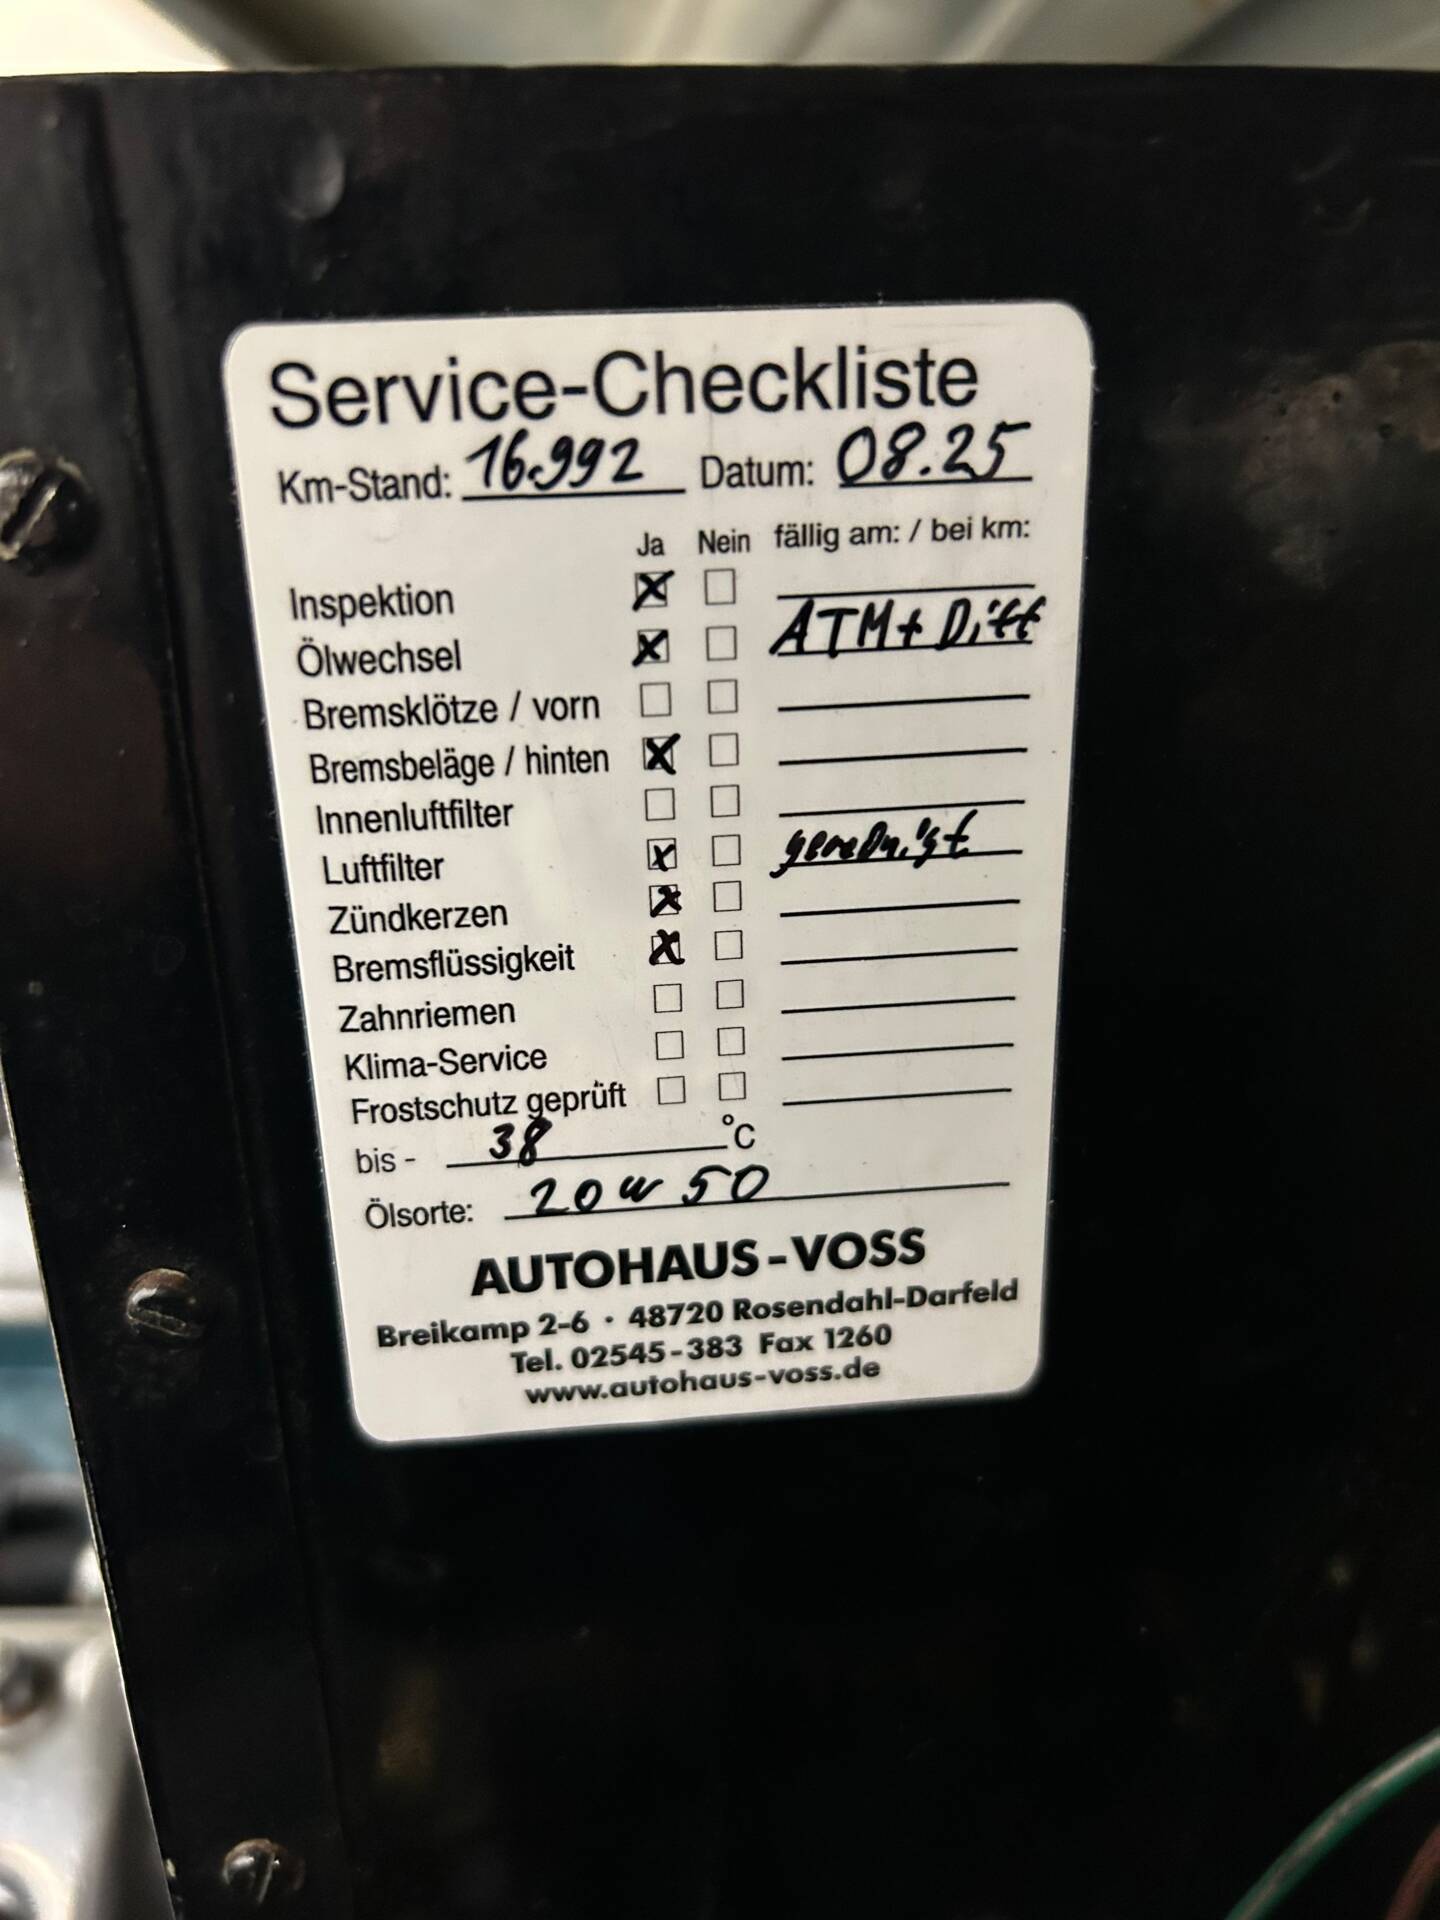 Service-Checkliste
Km-Stand: 16.992 Datum: 08.25
Ja Nein fällig am: / bei km:
Inspektion
Ölwechsel ATM + Diff
Bremsklötze / vorn
Bremsbeläge / hinten
Innenluftfilter
Luftfilter
Zündkerzen
Bremsflüssigkeit
Zahnriemen
Klima-Service
Frostschutz geprüft
bis - 38 °C
Ölsorte: 20w50
AUTOHAUS-VOSS
Breikamp 2-6 · 48720 Rosendahl-Darfeld
Tel. 02545-383 Fax 1260
www.autohaus-voss.de